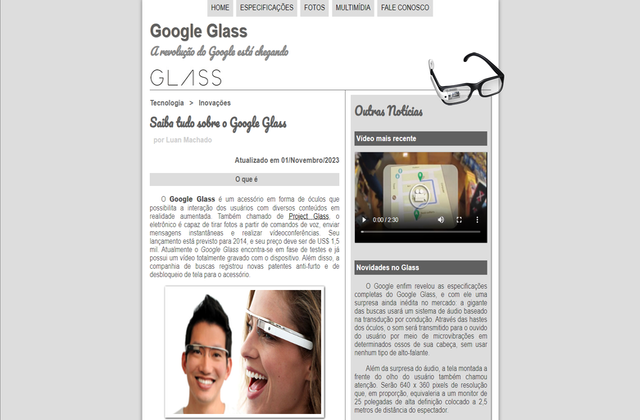 HOME ESPECIFICAÇÕES FOTOS MULTIMÍDIA FALE CONOSCO
Google Glass
A revolução do Google está chegando
GLASS
Tecnologia > Inovações
Saiba tudo sobre o Google Glass
por Luan Machado
Atualizado em 01/Novembro/2023
O que é
O Google Glass é um acessório em forma de óculos que
possibilita a interação dos usuários com diversos conteúdos em
realidade aumentada. Também chamado de Project Glass, o
eletrônico é capaz de tirar fotos a partir de comandos de voz, enviar
mensagens instantâneas e realizar vídeoconferências. Seu
lançamento está previsto para 2014, e seu preço deve ser de US$ 1,5
mil. Atualmente o Google Glass encontra-se em fase de testes e já
possui um vídeo totalmente gravado com o dispositivo. Além disso, a
companhia de buscas registrou novas patentes anti-furto e de
desbloqueio de tela para o acessório.
Outras Notícias
Vídeo mais recente
0:00 / 2:30
Novidades no Glass
O Google enfim revelou as especificações
completas do Google Glass, e com ele uma
surpresa ainda inédita no mercado: a gigante
das buscas usará um sistema de áudio baseado
na transdução por condução. Através das hastes
dos óculos, o som será transmitido para o ouvido
do usuário por meio de microvibrações em
determinados ossos de sua cabeça, sem usar
nenhum tipo de alto-falante.
Além da surpresa do áudio, a tela montada a
frente do olho do usuário também chamou
atenção. Serão 640 x 360 pixels de resolução
que, em proporção, equivaleria a um monitor de
25 polegadas de alta definição colocado a 2,5
metros de distância do espectador.